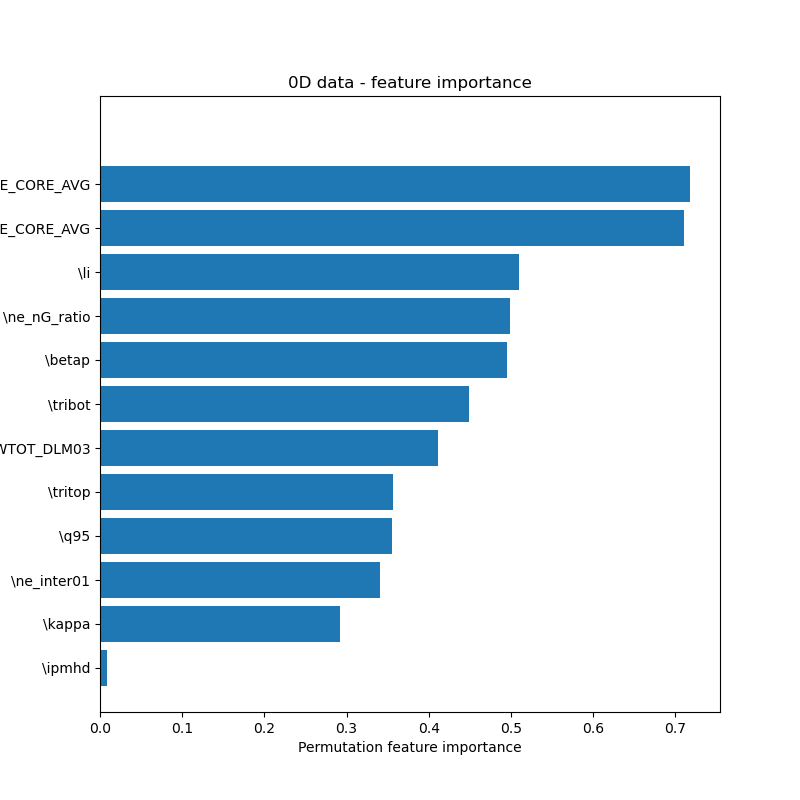 0D data - feature importance
E_CORE_AVG
E_CORE_AVG
\li
\ne_nG_ratio
\betap
\tribot
WTOT_DLM03
\tritop
\q95
\ne_inter01
\kappa
\ipmhd
0.0 0.1 0.2 0.3 0.4 0.5 0.6 0.7
Permutation feature importance